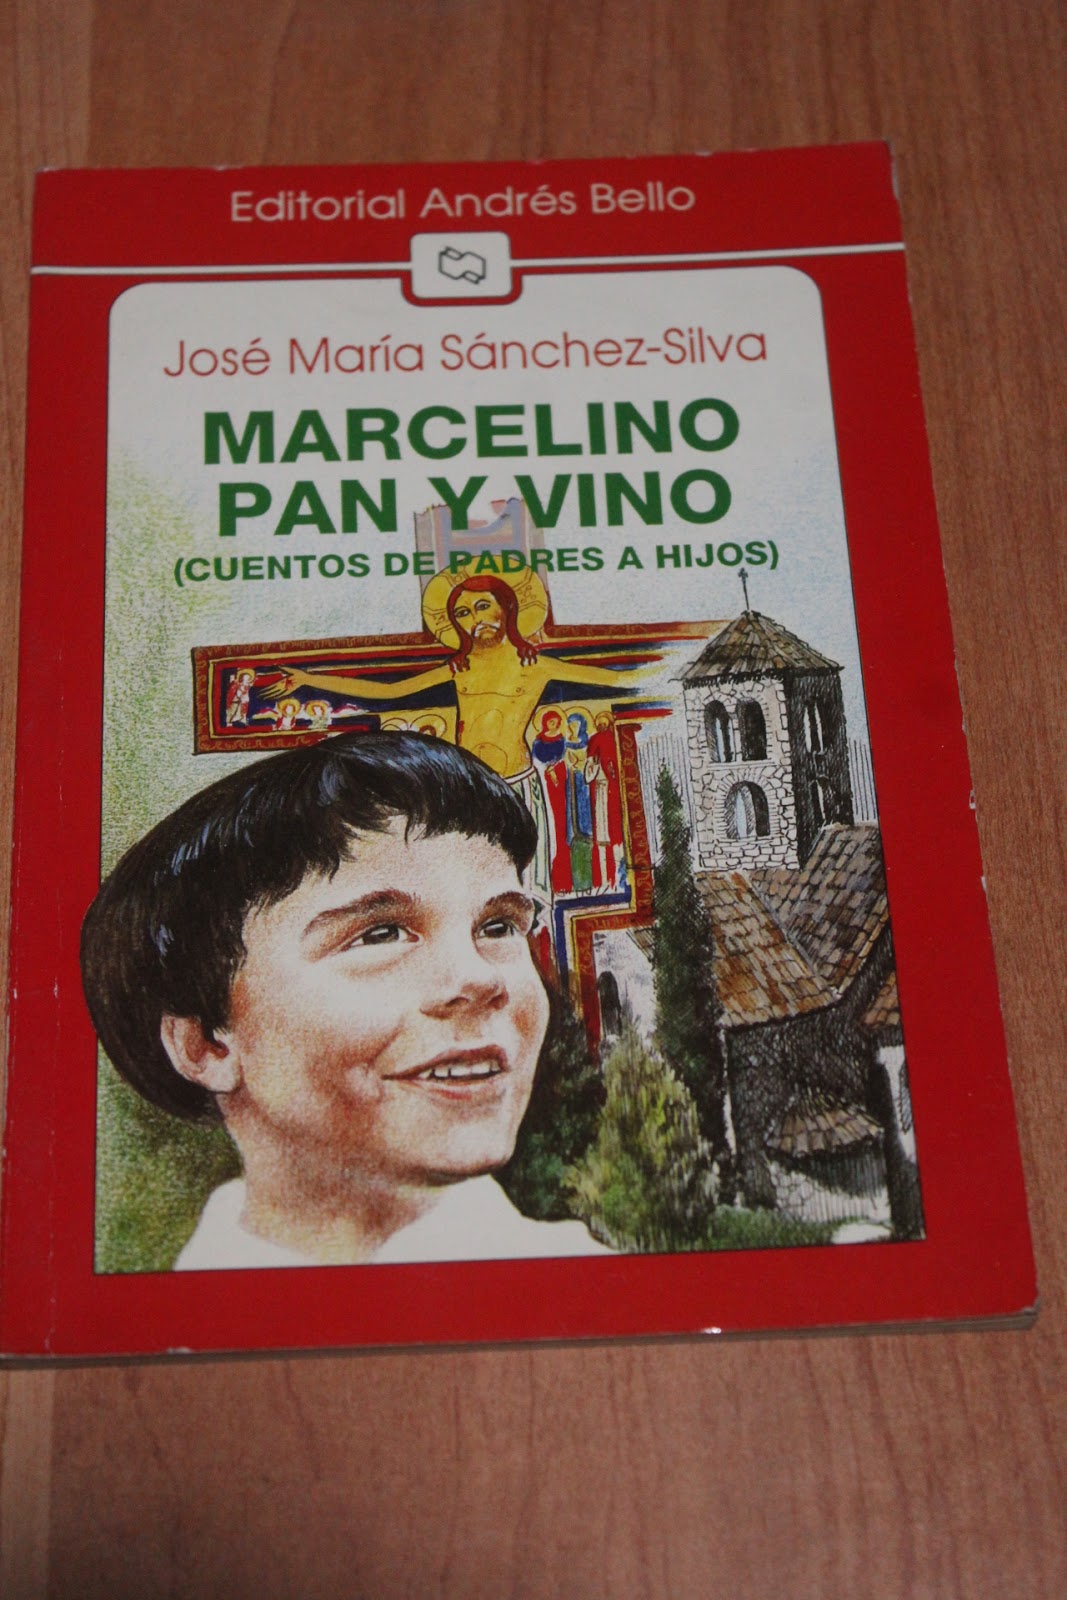 Editorial Andrés Bello
José María Sánchez-Silva
MARCELINO
PAN Y VINO
(CUENTOS DE PADRES A HIJOS)